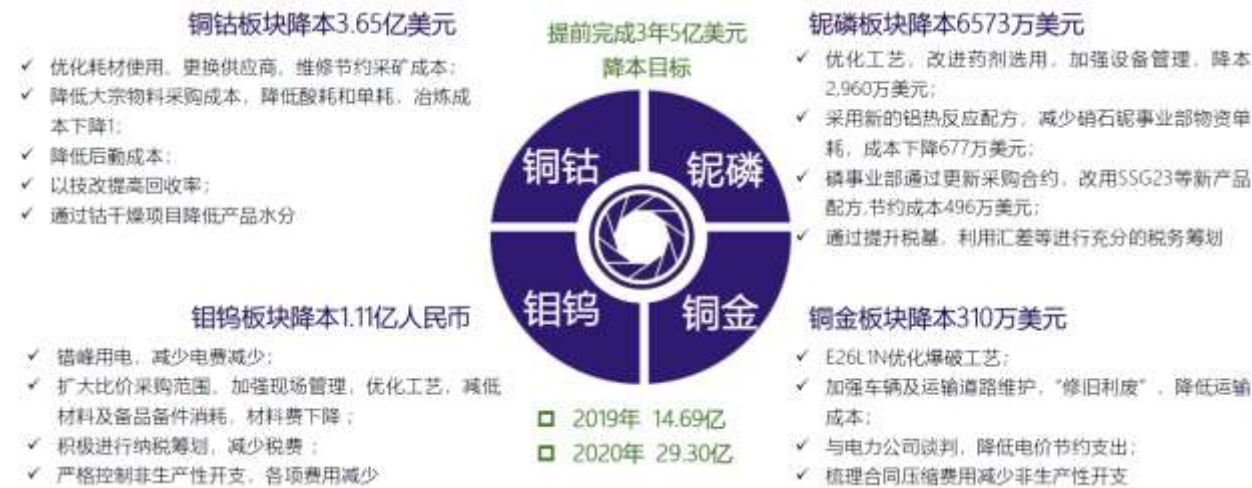 铜钴板块降本3.65亿美元
✓ 优化耗材使用、更换供应商，维修节约采矿成本；
✓ 降低大宗物料采购成本，降低酸耗和单耗，冶炼成
本下降1;
✓ 降低后勤成本；
✓ 以技改提高回收率；
✓ 通过钴干燥项目降低产品水分
提前完成3年5亿美元
降本目标
铌磷板块降本6573万美元
✓ 优化工艺，改进药剂选用，加强设备管理，降本
2,960万美元；
✓ 采用新的铝热反应配方，减少硝石铌事业部物资单
耗，成本下降677万美元；
✓ 磷事业部通过更新采购合约，改用SSG23等新产品
配方,节约成本496万美元；
✓ 通过提升税基、利用汇差等进行充分的税务筹划
铜钴
铌磷
钼钨
铜金
钼钨板块降本1.11亿人民币
✓ 错峰用电，减少电费减少；
✓ 扩大比价采购范围，加强现场管理，优化工艺，减低
材料及备品备件消耗，材料费下降；
✓ 积极进行纳税筹划，减少税费；
✓ 严格控制非生产性开支，各项费用减少
2019年 14.69亿
2020年 29.30亿
铜金板块降本310万美元
✓ E26L1N优化爆破工艺；
✓ 加强车辆及运输道路维护，“修旧利废”，降低运输
成本；
✓ 与电力公司谈判，降低电价节约支出；
✓ 梳理合同压缩费用减少非生产性开支